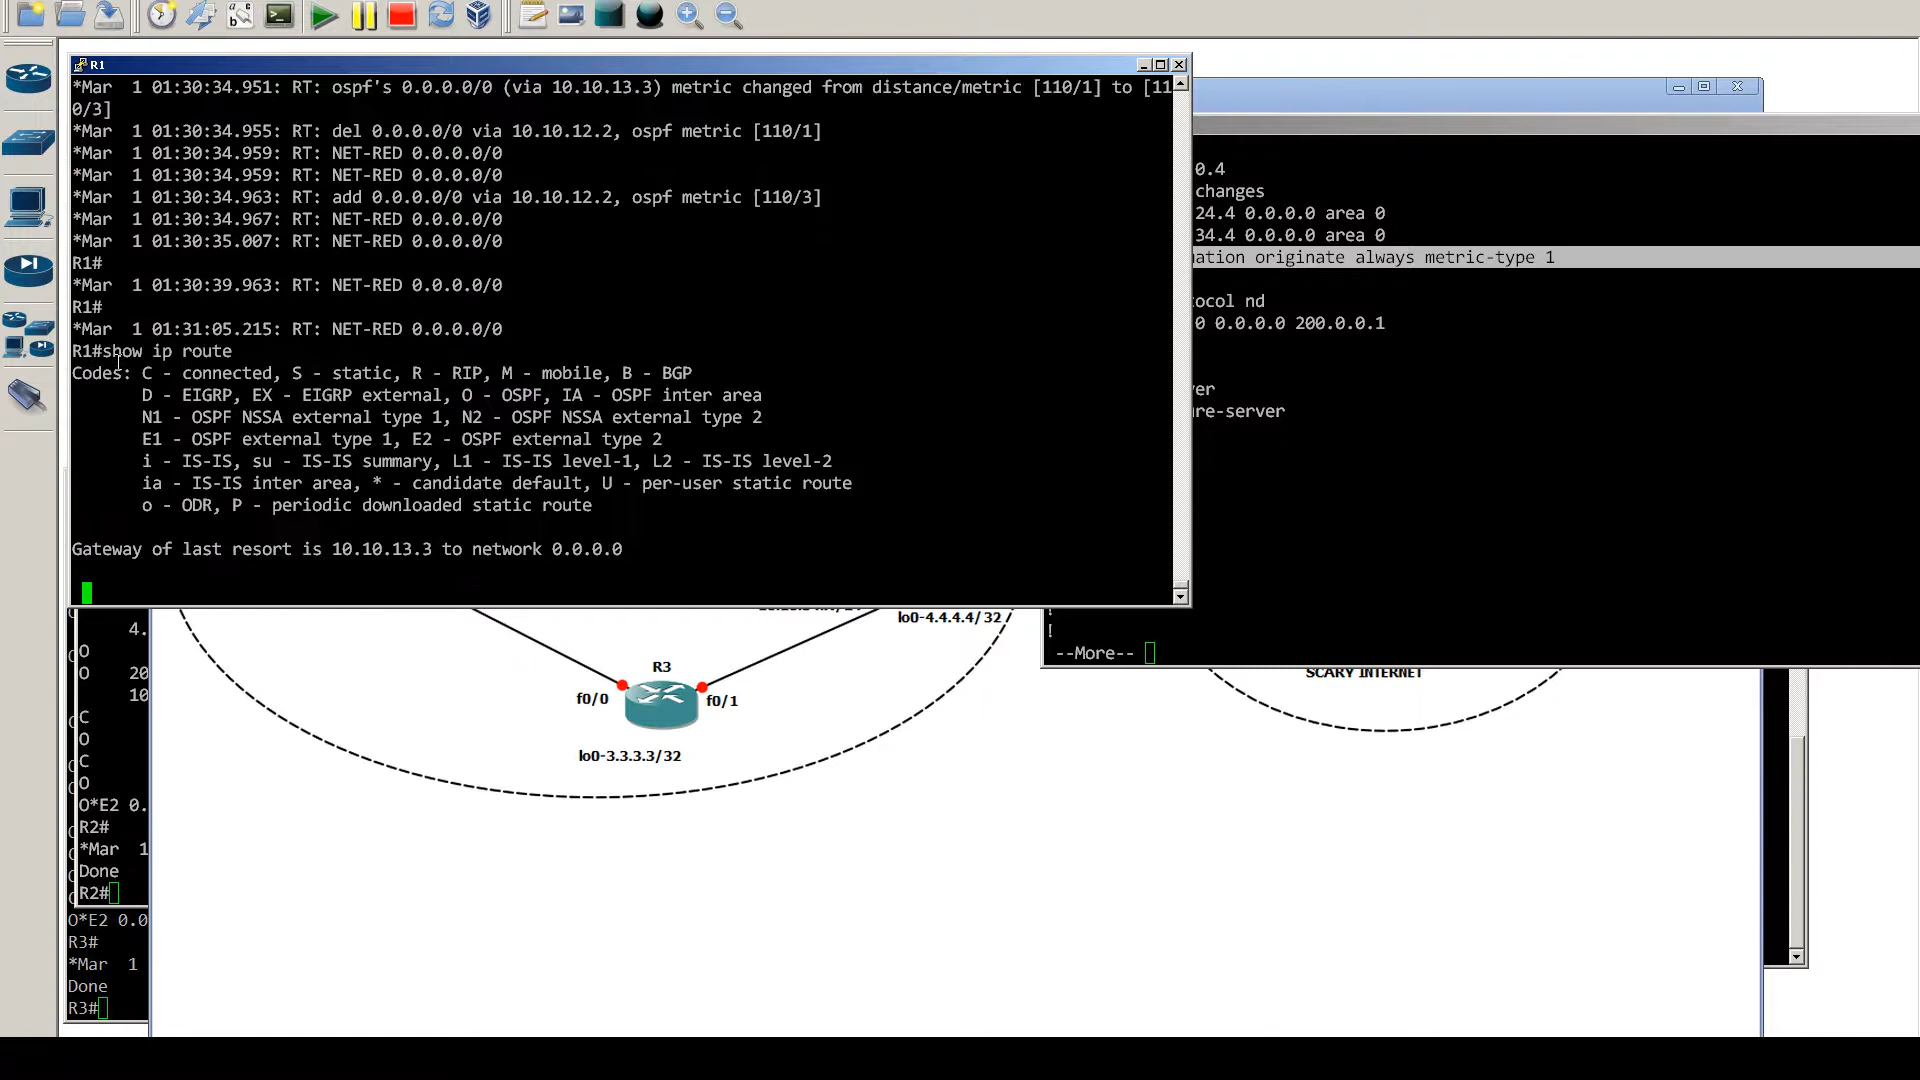 R1
*Mar  1 01:30:34.951: RT: ospf's 0.0.0.0/0 (via 10.10.13.3) metric changed from distance/metric [110/1] to [11
0/3]
*Mar  1 01:30:34.955: RT: del 0.0.0.0/0 via 10.10.12.2, ospf metric [110/1]
*Mar  1 01:30:34.959: RT: NET-RED 0.0.0.0/0
*Mar  1 01:30:34.959: RT: NET-RED 0.0.0.0/0
*Mar  1 01:30:34.963: RT: add 0.0.0.0/0 via 10.10.12.2, ospf metric [110/3]
*Mar  1 01:30:34.967: RT: NET-RED 0.0.0.0/0
*Mar  1 01:30:35.007: RT: NET-RED 0.0.0.0/0
R1#
*Mar  1 01:30:39.963: RT: NET-RED 0.0.0.0/0
R1#
*Mar  1 01:31:05.215: RT: NET-RED 0.0.0.0/0
R1#show ip route
Codes: C - connected, S - static, R - RIP, M - mobile, B - BGP
       D - EIGRP, EX - EIGRP external, O - OSPF, IA - OSPF inter area
       N1 - OSPF NSSA external type 1, N2 - OSPF NSSA external type 2
       E1 - OSPF external type 1, E2 - OSPF external type 2
       i - IS-IS, su - IS-IS summary, L1 - IS-IS level-1, L2 - IS-IS level-2
       ia - IS-IS inter area, * - candidate default, U - per-user static route
       o - ODR, P - periodic downloaded static route
Gateway of last resort is 10.10.13.3 to network 0.0.0.0
0.4
changes
24.4 0.0.0.0 area 0
34.4 0.0.0.0 area 0
ation originate always metric-type 1
ocol nd
0 0.0.0.0 200.0.0.1
ver
re-server
!
--More--
SCARY INTERNET
lo0-4.4.4.4/32
R3
f0/0
f0/1
lo0-3.3.3.3/32
4.
O
O 20
10
C
O
C
O
O*E2 0.
R2#
*Mar  1
Done
R2#
O*E2 0.0
R3#
*Mar  1
Done
R3#